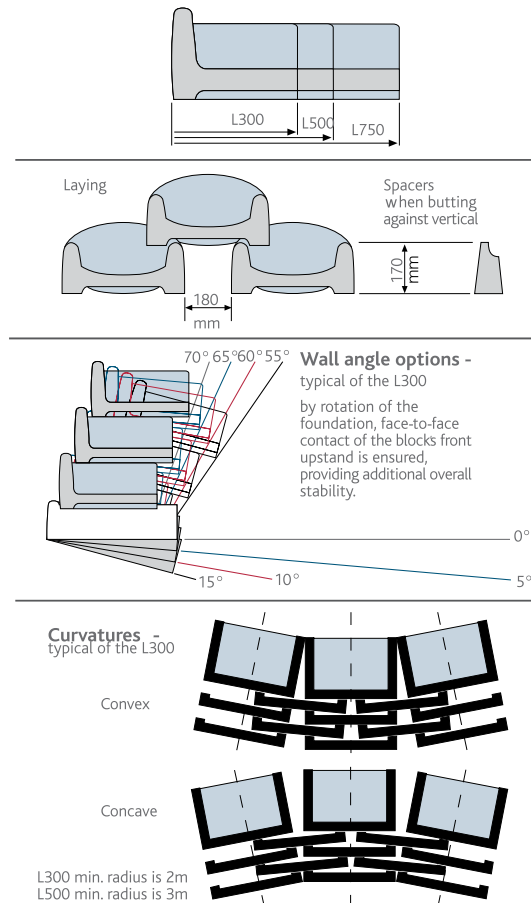 L300
L500
L750
Laying
Spacers
when butting
against vertical
170
mm
180
mm
70° 65° 60° 55°
Wall angle options -
typical of the L300
by rotation of the
foundation, face-to-face
contact of the blocks front
upstand is ensured,
providing additional overall
stability.
0°
5°
10°
15°
Curvatures -
typical of the L300
Convex
Concave
L300 min. radius is 2m
L500 min. radius is 3m